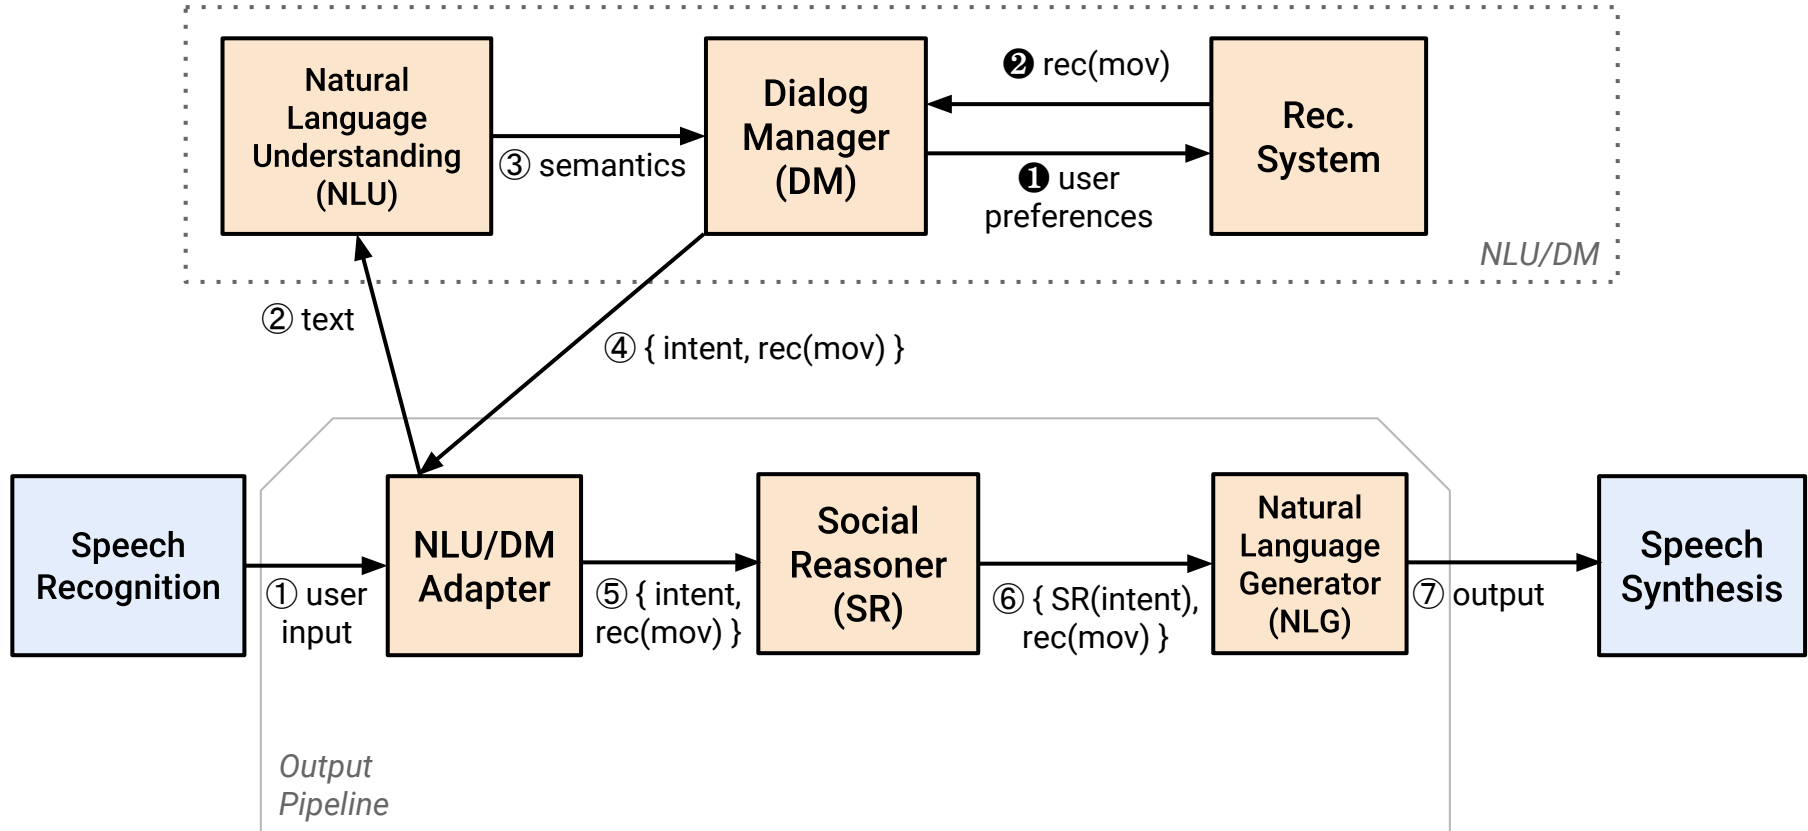 Natural
Language
Understanding
(NLU)
③ semantics
Dialog
Manager
(DM)
❷ rec(mov)
❶ user
preferences
Rec.
System
NLU/DM
② text
④ { intent, rec(mov) }
Speech
Recognition
① user
input
NLU/DM
Adapter
⑤ { intent,
rec(mov) }
Social
Reasoner
(SR)
⑥ { SR(intent),
rec(mov) }
Natural
Language
Generator
(NLG)
⑦ output
Speech
Synthesis
Output
Pipeline